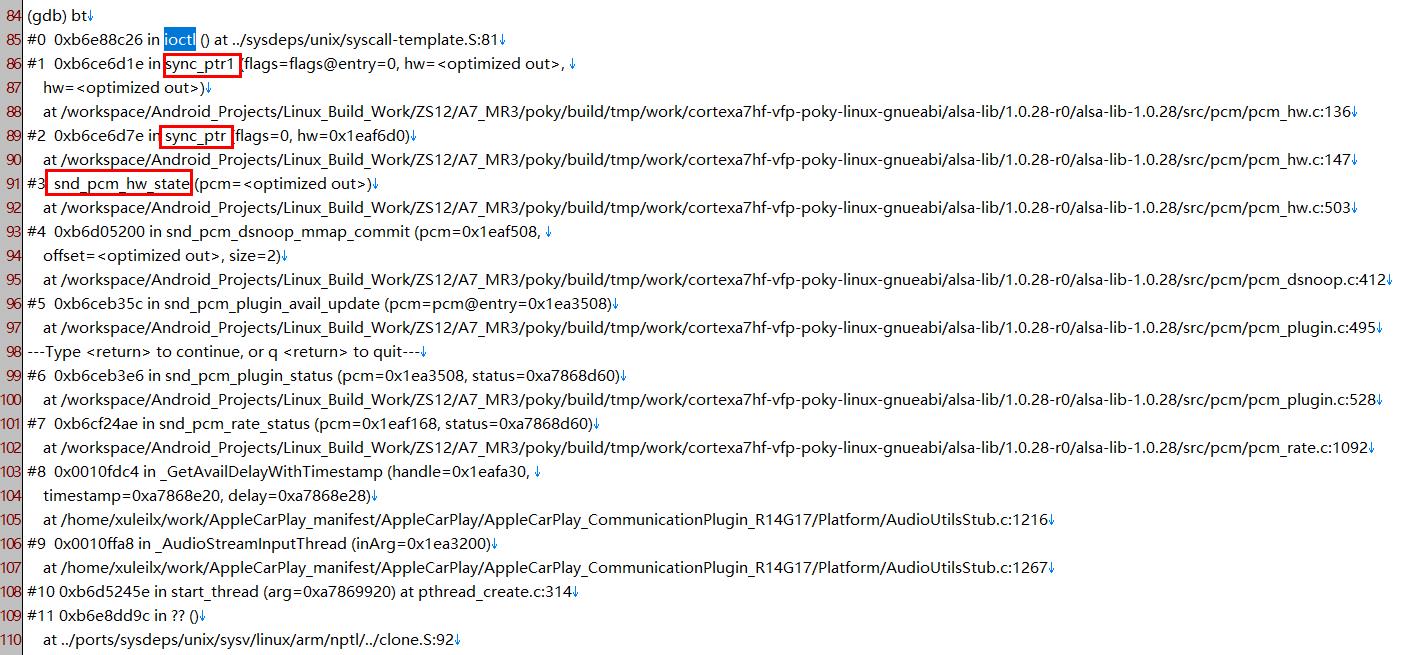 84 (gdb) bt↓
85 #0  0xb6e88c26 in ioctl () at ../sysdeps/unix/syscall-template.S:81↓
86 #1  0xb6ce6d1e in sync_ptr1 (flags=flags@entry=0, hw=<optimized out>, ↓
87     hw=<optimized out>)↓
88     at /workspace/Android_Projects/Linux_Build_Work/ZS12/A7_MR3/poky/build/tmp/work/cortexa7hf-vfp-poky-linux-gnueabi/alsa-lib/1.0.28-r0/alsa-lib-1.0.28/src/pcm/pcm_hw.c:136↓
89 #2  0xb6ce6d7e in sync_ptr (flags=0, hw=0x1eaf6d0)↓
90     at /workspace/Android_Projects/Linux_Build_Work/ZS12/A7_MR3/poky/build/tmp/work/cortexa7hf-vfp-poky-linux-gnueabi/alsa-lib/1.0.28-r0/alsa-lib-1.0.28/src/pcm/pcm_hw.c:147↓
91 #3  snd_pcm_hw_state (pcm=<optimized out>)↓
92     at /workspace/Android_Projects/Linux_Build_Work/ZS12/A7_MR3/poky/build/tmp/work/cortexa7hf-vfp-poky-linux-gnueabi/alsa-lib/1.0.28-r0/alsa-lib-1.0.28/src/pcm/pcm_hw.c:503↓
93 #4  0xb6d05200 in snd_pcm_dsnoop_mmap_commit (pcm=0x1eaf508, ↓
94     offset=<optimized out>, size=2)↓
95     at /workspace/Android_Projects/Linux_Build_Work/ZS12/A7_MR3/poky/build/tmp/work/cortexa7hf-vfp-poky-linux-gnueabi/alsa-lib/1.0.28-r0/alsa-lib-1.0.28/src/pcm/pcm_dsnoop.c:412↓
96 #5  0xb6ceb35c in snd_pcm_plugin_avail_update (pcm=pcm@entry=0x1ea3508)↓
97     at /workspace/Android_Projects/Linux_Build_Work/ZS12/A7_MR3/poky/build/tmp/work/cortexa7hf-vfp-poky-linux-gnueabi/alsa-lib/1.0.28-r0/alsa-lib-1.0.28/src/pcm/pcm_plugin.c:495↓
98 ---Type <return> to continue, or q <return> to quit---↓
99 #6  0xb6ceb3e6 in snd_pcm_plugin_status (pcm=0x1ea3508, status=0xa7868d60)↓
100     at /workspace/Android_Projects/Linux_Build_Work/ZS12/A7_MR3/poky/build/tmp/work/cortexa7hf-vfp-poky-linux-gnueabi/alsa-lib/1.0.28-r0/alsa-lib-1.0.28/src/pcm/pcm_plugin.c:528↓
101 #7  0xb6cf24ae in snd_pcm_rate_status (pcm=0x1eaf168, status=0xa7868d60)↓
102     at /workspace/Android_Projects/Linux_Build_Work/ZS12/A7_MR3/poky/build/tmp/work/cortexa7hf-vfp-poky-linux-gnueabi/alsa-lib/1.0.28-r0/alsa-lib-1.0.28/src/pcm/pcm_rate.c:1092↓
103 #8  0x0010fdc4 in _GetAvailDelayWithTimestamp (handle=0x1eafa30, ↓
104     timestamp=0xa7868e20, delay=0xa7868e28)↓
105     at /home/xuleilx/work/AppleCarPlay_manifest/AppleCarPlay/AppleCarPlay_CommunicationPlugin_R14G17/Platform/AudioUtilsStub.c:1216↓
106 #9  0x0010ffa8 in _AudioStreamInputThread (inArg=0x1ea3200)↓
107     at /home/xuleilx/work/AppleCarPlay_manifest/AppleCarPlay/AppleCarPlay_CommunicationPlugin_R14G17/Platform/AudioUtilsStub.c:1267↓
108 #10 0xb6d5245e in start_thread (arg=0xa7869920) at pthread_create.c:314↓
109 #11 0xb6e8dd9c in ?? ()↓
110     at ../ports/sysdeps/unix/sysv/linux/arm/nptl/../clone.S:92↓